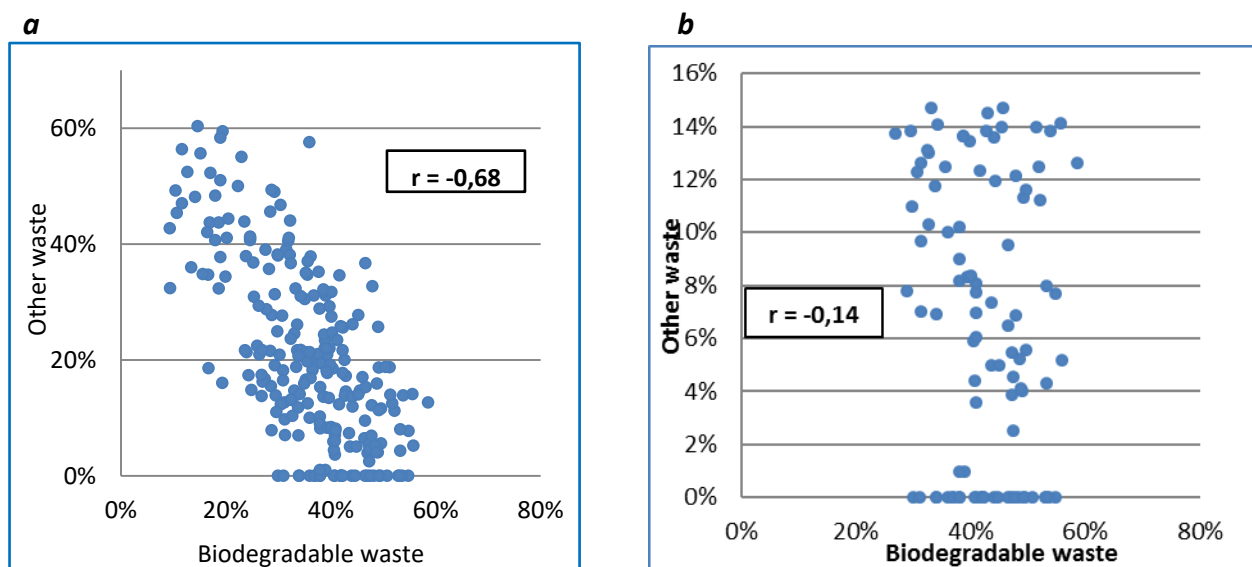 a
Other waste
60%
40%
20%
0%
r = -0,68
0% 20% 40% 60% 80%
Biodegradable waste
b
Other waste
16%
14%
12%
10%
8%
6%
4%
2%
0%
r = -0,14
0% 20% 40% 60% 80%
Biodegradable waste